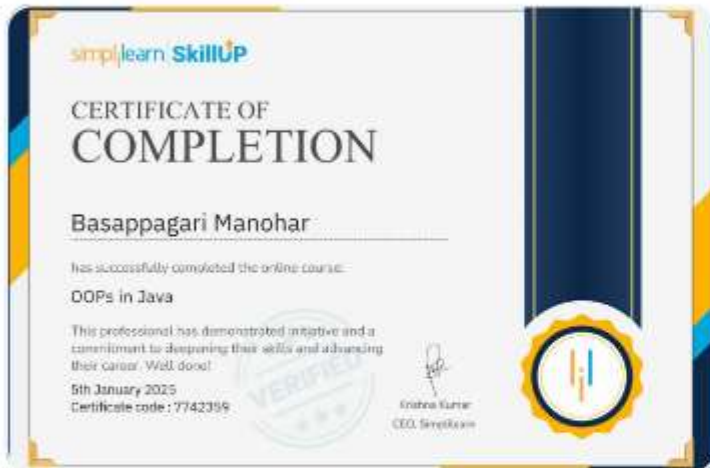 simplilearn SkillUP
CERTIFICATE OF
COMPLETION
Basappagari Manohar
has successfully completed the online course:
OOPs in Java
This professional has demonstrated initiative and a
commitment to deepening their skills and advancing
their career. Well done!
5th January 2025
Certificate code : 7742359
VERIFIED
Krishna Kumar
CEO, Simplilearn